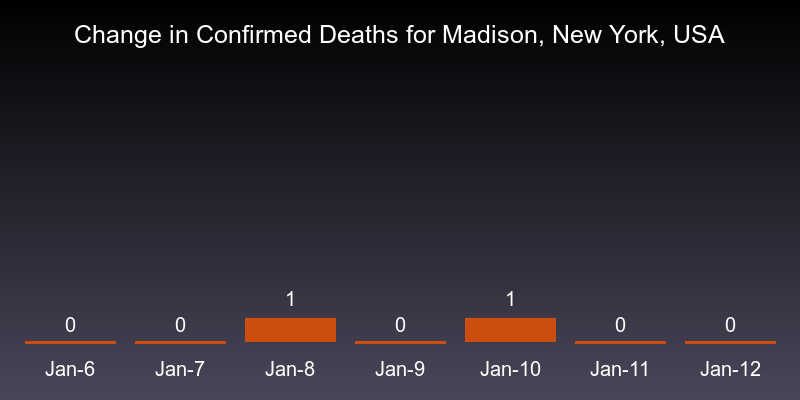 Change in Confirmed Deaths for Madison, New York, USA
1 1
0 0 0 0 0
Jan-6 Jan-7 Jan-8 Jan-9 Jan-10 Jan-11 Jan-12